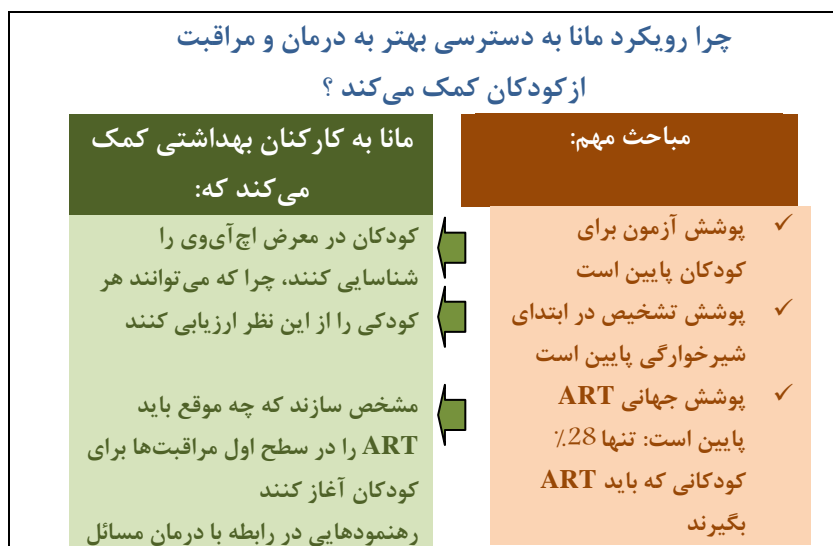 چرا رویکرد مانا به دسترسی بهتر به درمان و مراقبت
ازکودکان کمک می‌کند ؟
مباحث مهم:
✓ پوشش آزمون برای
کودکان پایین است
✓ پوشش تشخیص در ابتدای
شیرخوارگی پایین است
✓ پوشش جهانی ART
پایین است: تنها 28٪
کودکانی که باید ART
بگیرند
مانا به کارکنان بهداشتی کمک
می‌کند که:
کودکان در معرض اچ‌آی‌وی را
شناسایی کنند، چرا که می‌توانند هر
کودکی را از این نظر ارزیابی کنند
مشخص سازند که چه موقع باید
ART را در سطح اول مراقبت‌ها برای
کودکان آغاز کنند
رهنمودهایی در رابطه با درمان مسائل